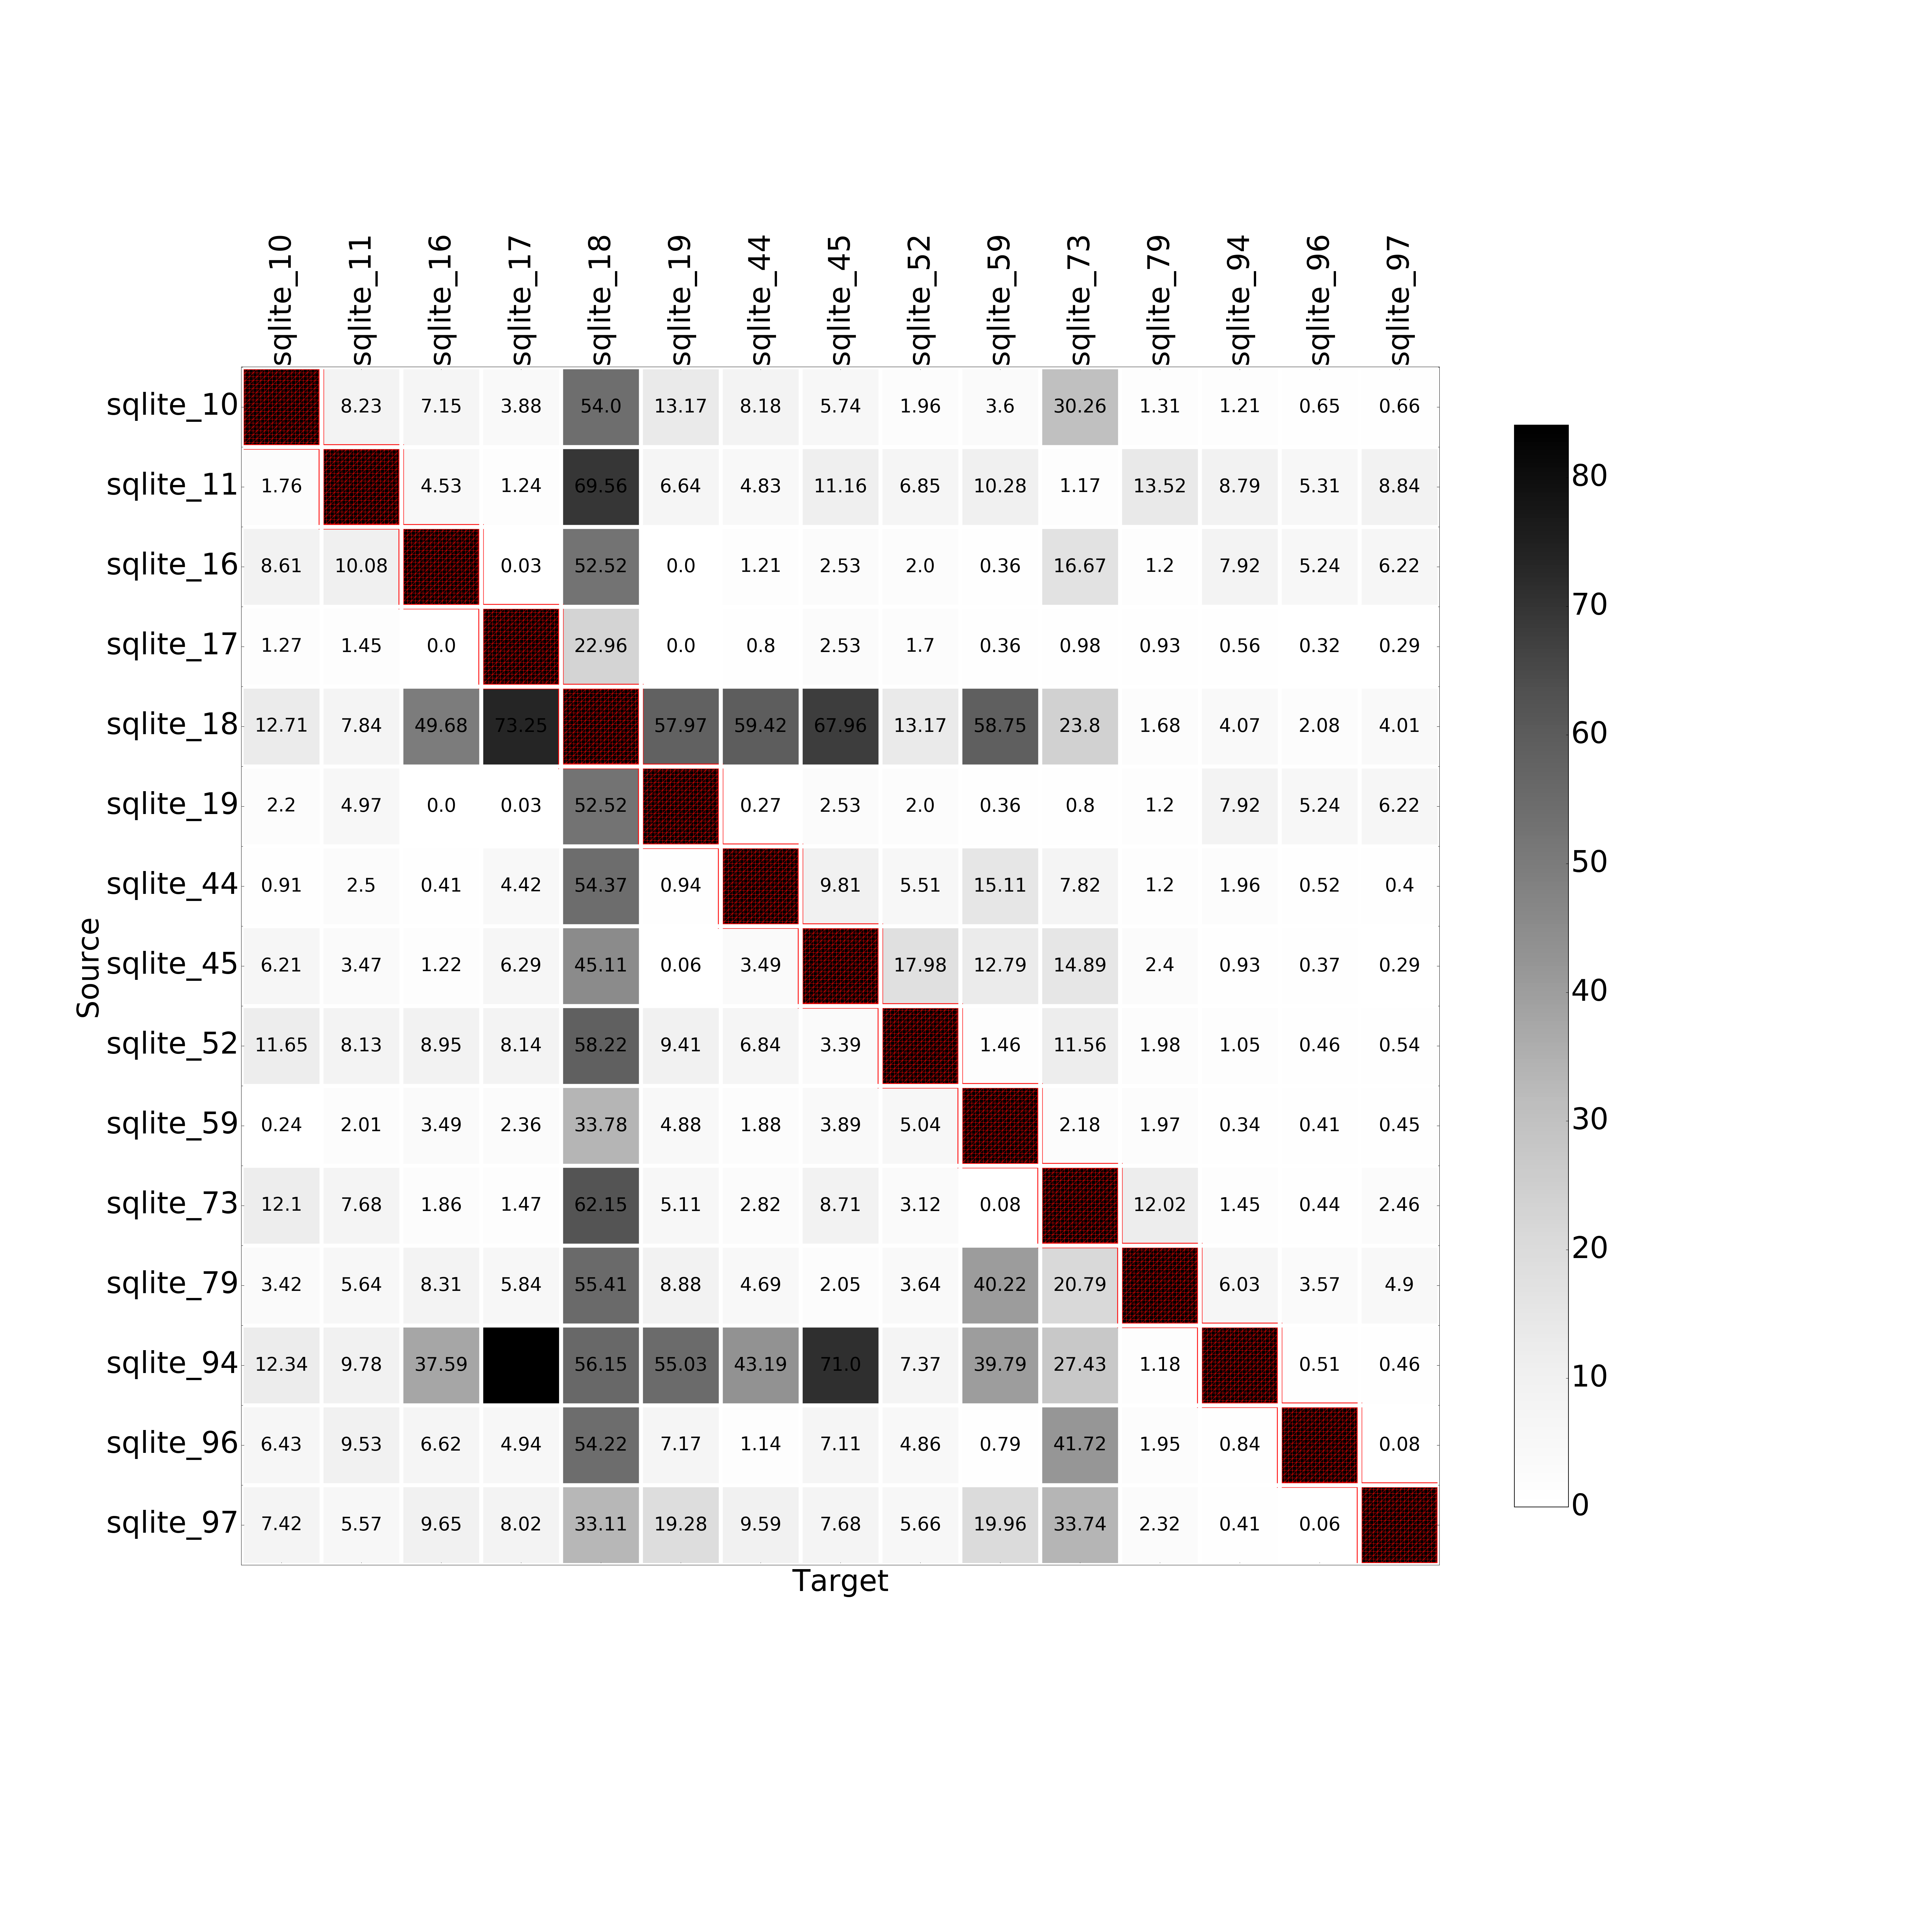 sqlite_10 sqlite_11 sqlite_16 sqlite_17 sqlite_18 sqlite_19 sqlite_44 sqlite_45 sqlite_52 sqlite_59 sqlite_73 sqlite_79 sqlite_94 sqlite_96 sqlite_97
sqlite_10 8.23 7.15 3.88 54.0 13.17 8.18 5.74 1.96 3.6 30.26 1.31 1.21 0.65 0.66
sqlite_11 1.76 4.53 1.24 69.56 6.64 4.83 11.16 6.85 10.28 1.17 13.52 8.79 5.31 8.84
sqlite_16 8.61 10.08 0.03 52.52 0.0 1.21 2.53 2.0 0.36 16.67 1.2 7.92 5.24 6.22
sqlite_17 1.27 1.45 0.0 22.96 0.0 0.8 2.53 1.7 0.36 0.98 0.93 0.56 0.32 0.29
sqlite_18 12.71 7.84 49.68 73.25 57.97 59.42 67.96 13.17 58.75 23.8 1.68 4.07 2.08 4.01
sqlite_19 2.2 4.97 0.0 0.03 52.52 0.27 2.53 2.0 0.36 0.8 1.2 7.92 5.24 6.22
sqlite_44 0.91 2.5 0.41 4.42 54.37 0.94 9.81 5.51 15.11 7.82 1.2 1.96 0.52 0.4
sqlite_45 6.21 3.47 1.22 6.29 45.11 0.06 3.49 17.98 12.79 14.89 2.4 0.93 0.37 0.29
sqlite_52 11.65 8.13 8.95 8.14 58.22 9.41 6.84 3.39 1.46 11.56 1.98 1.05 0.46 0.54
sqlite_59 0.24 2.01 3.49 2.36 33.78 4.88 1.88 3.89 5.04 2.18 1.97 0.34 0.41 0.45
sqlite_73 12.1 7.68 1.86 1.47 62.15 5.11 2.82 8.71 3.12 0.08 12.02 1.45 0.44 2.46
sqlite_79 3.42 5.64 8.31 5.84 55.41 8.88 4.69 2.05 3.64 40.22 20.79 6.03 3.57 4.9
sqlite_94 12.34 9.78 37.59 56.15 55.03 43.19 71.0 7.37 39.79 27.43 1.18 0.51 0.46
sqlite_96 6.43 9.53 6.62 4.94 54.22 7.17 1.14 7.11 4.86 0.79 41.72 1.95 0.84 0.08
sqlite_97 7.42 5.57 9.65 8.02 33.11 19.28 9.59 7.68 5.66 19.96 33.74 2.32 0.41 0.06
Source
Target
80
70
60
50
40
30
20
10
0